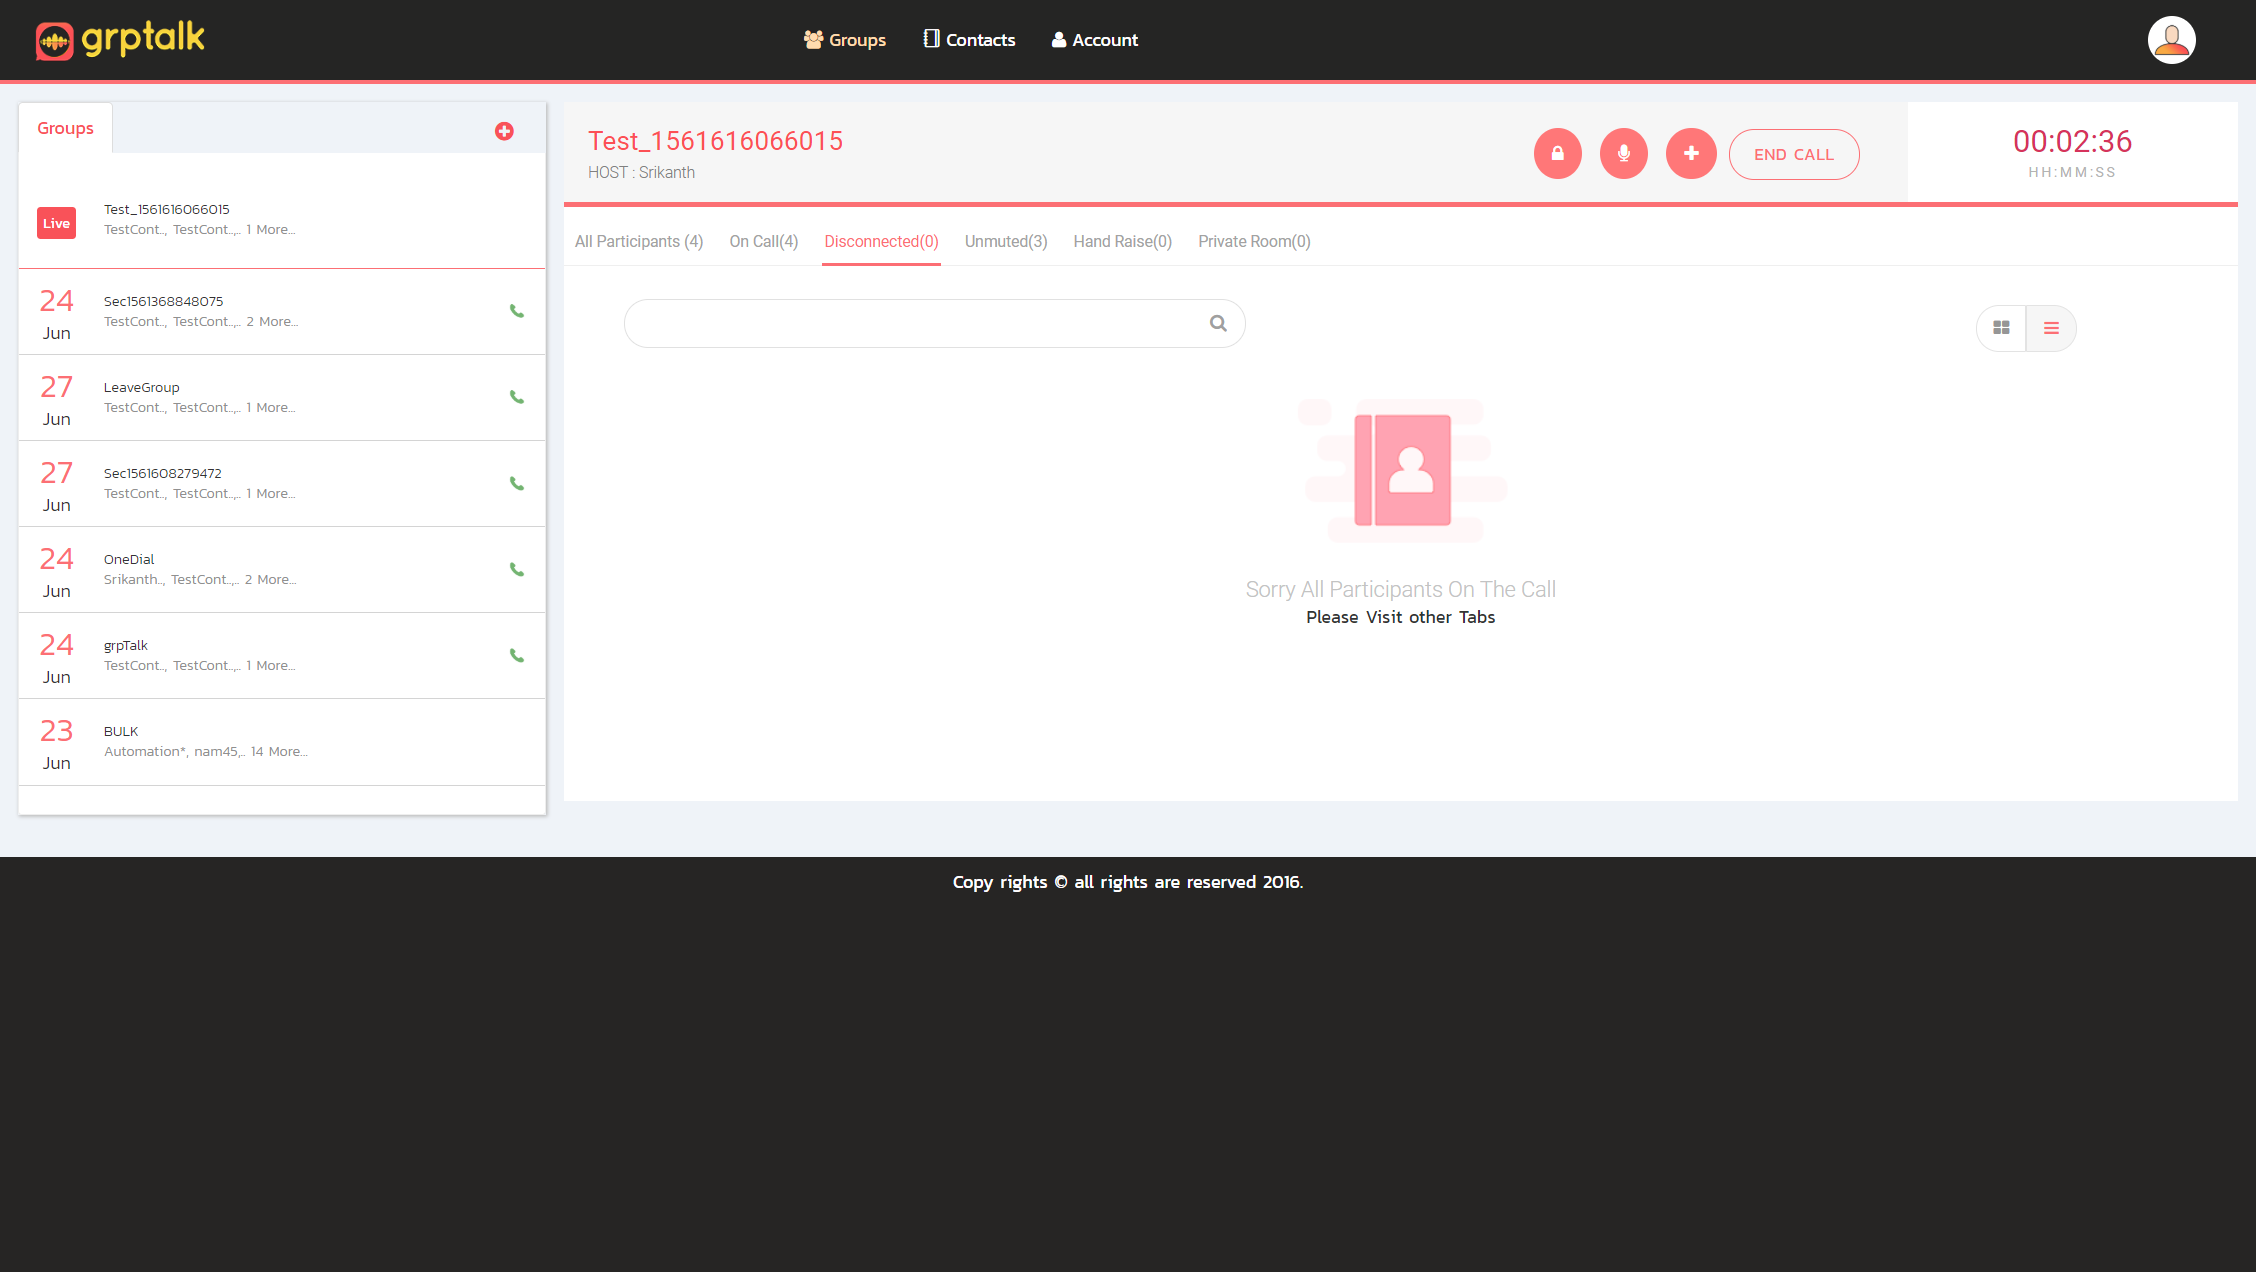 grptalk
Groups
Contacts
Account
Groups
Live
Test_1561616066015
TestCont.., TestCont..,.. 1 More...
24
Jun
Sec1561368848075
TestCont.., TestCont..,.. 2 More...
27
Jun
LeaveGroup
TestCont.., TestCont..,.. 1 More...
27
Jun
Sec1561608279472
TestCont.., TestCont..,.. 1 More...
24
Jun
OneDial
Srikanth.., TestCont..,.. 2 More...
24
Jun
grpTalk
TestCont.., TestCont..,.. 1 More...
23
Jun
BULK
Automation*, nam45,.. 14 More...
Test_1561616066015
HOST : Srikanth
END CALL
00:02:36
HH:MM:SS
All Participants (4)
On Call(4)
Disconnected(0)
Unmuted(3)
Hand Raise(0)
Private Room(0)
Sorry All Participants On The Call
Please Visit other Tabs
Copy rights © all rights are reserved 2016.